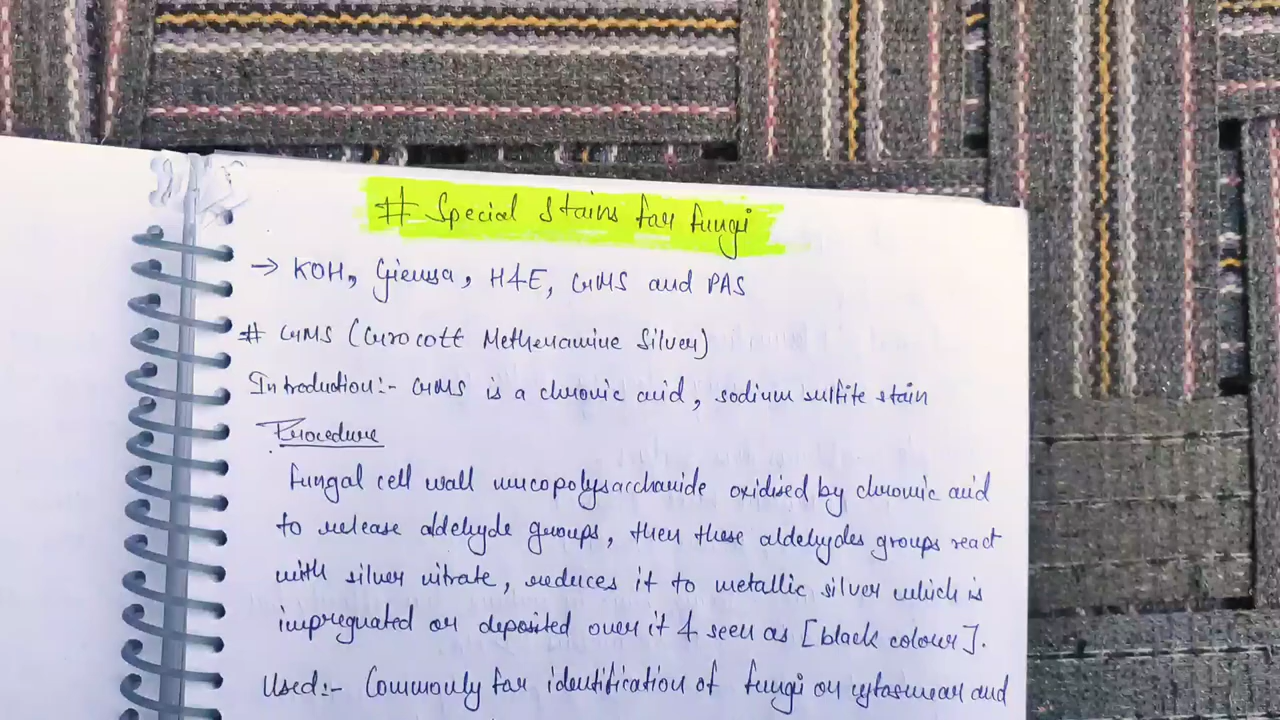 # Special stains for fungi
→ KOH, Giemsa, H&E, GMS and PAS
# GMS (Gurocott Methenamine Silver)
Introduction:- GMS is a chromic acid, sodium sulfite stain
Procedure
fungal cell wall mucopolysaccharide oxidised by chromic acid
to release aldehyde groups, then these aldehydes groups react
with silver nitrate, reduces it to metallic silver which is
impregnated or deposited over it & seen as [black colour].
Used:- Commonly for identification of fungi on cytosmear and